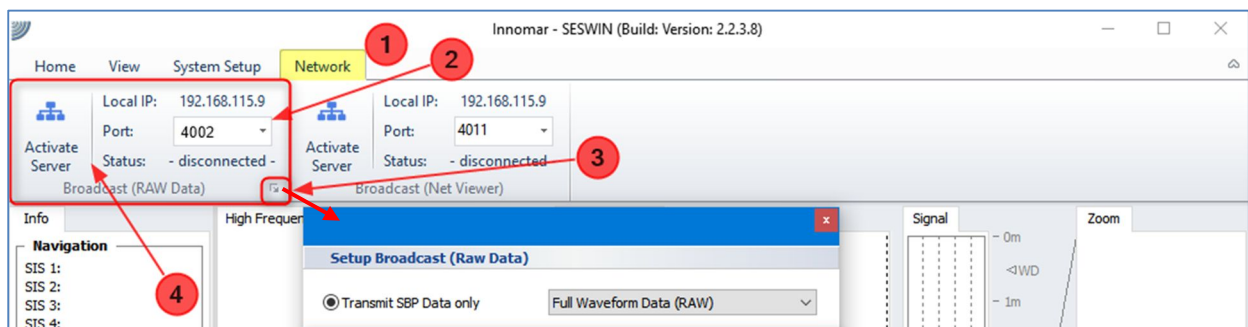 Innomar - SESWIN (Build: Version: 2.2.3.8)
Home View System Setup Network
1
2
Local IP: 192.168.115.9
Port: 4002
Status: - disconnected -
Activate
Server
Broadcast (RAW Data)
Local IP: 192.168.115.9
Port: 4011
Status: - disconnected
Activate
Server
Broadcast (Net Viewer)
3
4
Info
Navigation
SIS 1:
SIS 2:
SIS 3:
SIS 4:
High Frequen
x
Setup Broadcast (Raw Data)
Transmit SBP Data only Full Waveform Data (RAW)
Signal
0m
WD
1m
Zoom